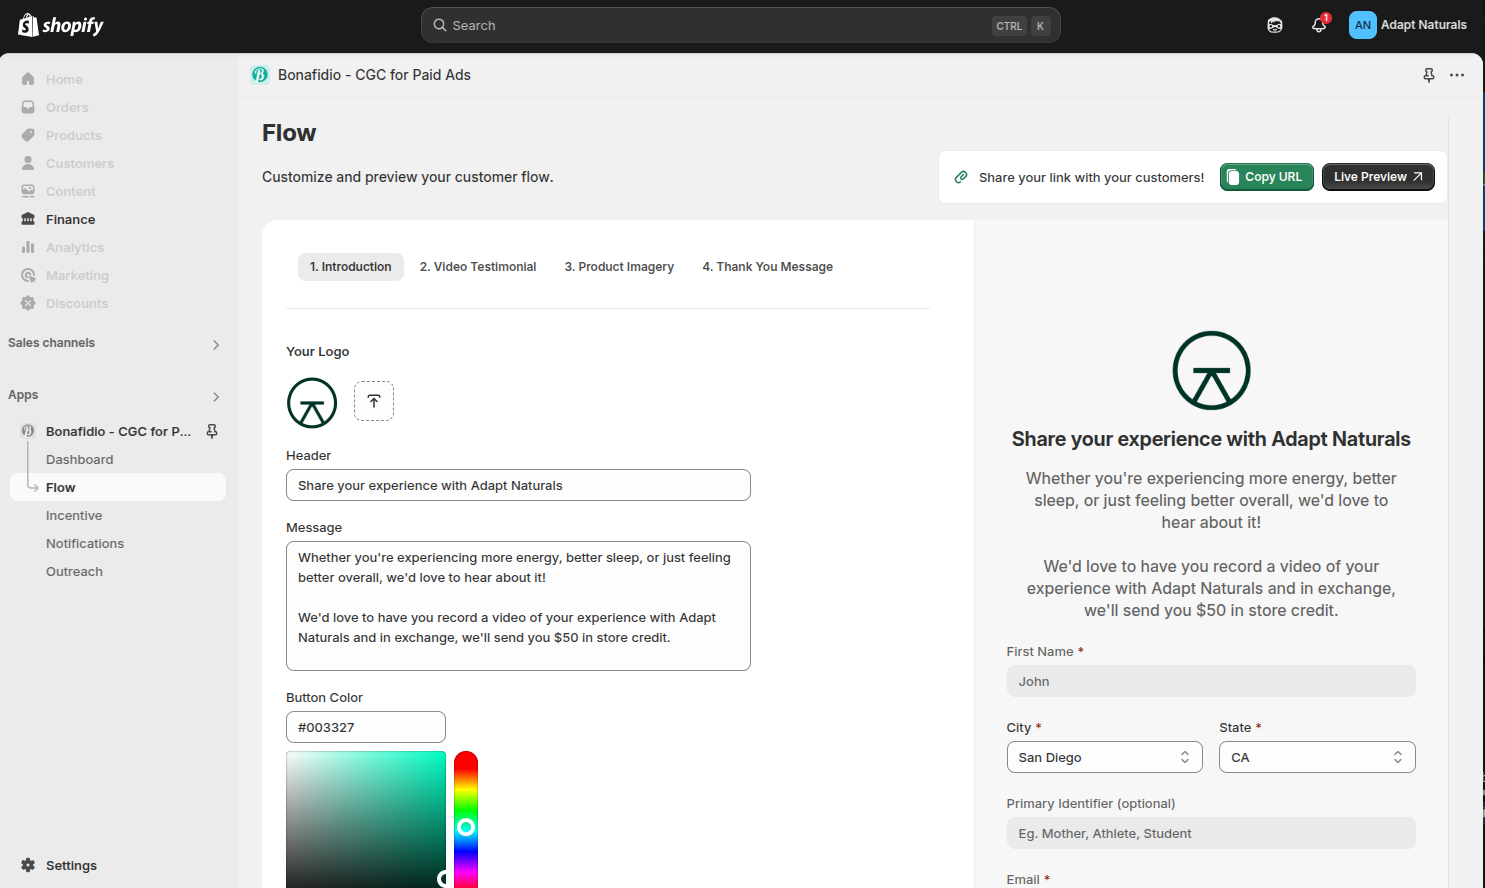 shopify
Search
CTRL K
1
AN
Adapt Naturals
Home
Orders
Products
Customers
Content
Finance
Analytics
Marketing
Discounts
Sales channels
Apps
Bonafidio - CGC for P...
Dashboard
Flow
Incentive
Notifications
Outreach
Settings
Bonafidio - CGC for Paid Ads
Flow
Customize and preview your customer flow.
Share your link with your customers!
Copy URL
Live Preview
1. Introduction
2. Video Testimonial
3. Product Imagery
4. Thank You Message
Your Logo
Header
Share your experience with Adapt Naturals
Message
Whether you're experiencing more energy, better sleep, or just feeling
better overall, we'd love to hear about it!
We'd love to have you record a video of your experience with Adapt
Naturals and in exchange, we'll send you $50 in store credit.
Button Color
#003327
Share your experience with Adapt Naturals
Whether you're experiencing more energy, better
sleep, or just feeling better overall, we'd love to
hear about it!
We'd love to have you record a video of your
experience with Adapt Naturals and in exchange,
we'll send you $50 in store credit.
First Name *
John
City *
State *
San Diego
CA
Primary Identifier (optional)
Eg. Mother, Athlete, Student
Email *